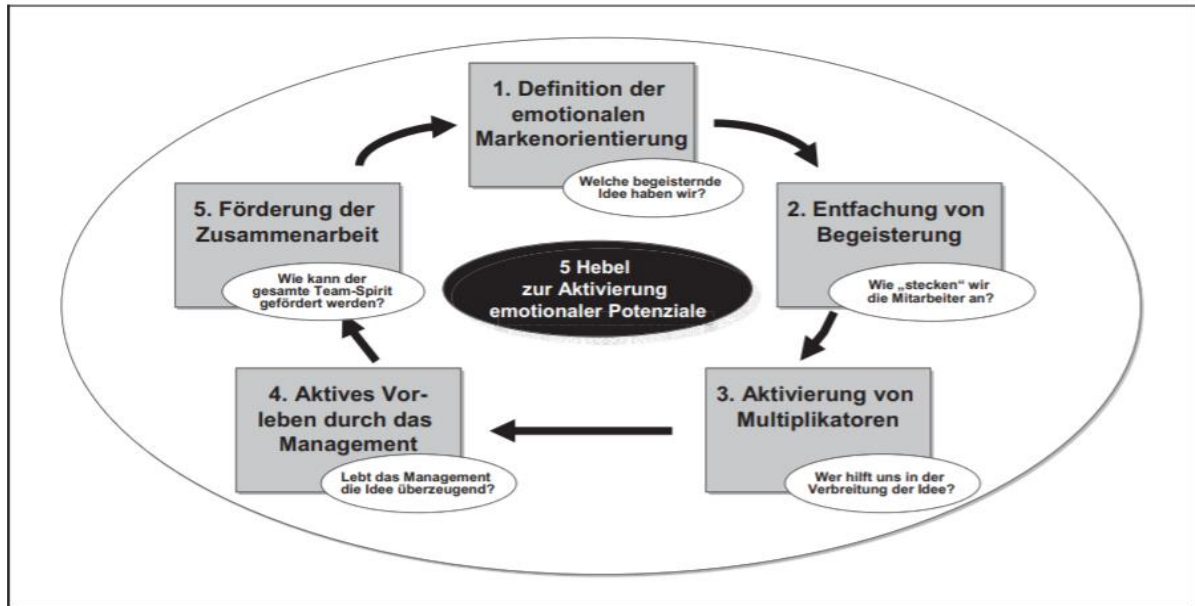 1. Definition der
emotionalen
Markenorientierung
Welche begeisternde
Idee haben wir?
2. Entfachung von
Begeisterung
Wie „stecken“ wir
die Mitarbeiter an?
3. Aktivierung von
Multiplikatoren
Wer hilft uns in der
Verbreitung der Idee?
4. Aktives Vor-
leben durch das
Management
Lebt das Management
die Idee überzeugend?
5. Förderung der
Zusammenarbeit
Wie kann der
gesamte Team-Spirit
gefördert werden?
5 Hebel
zur Aktivierung
emotionaler Potenziale